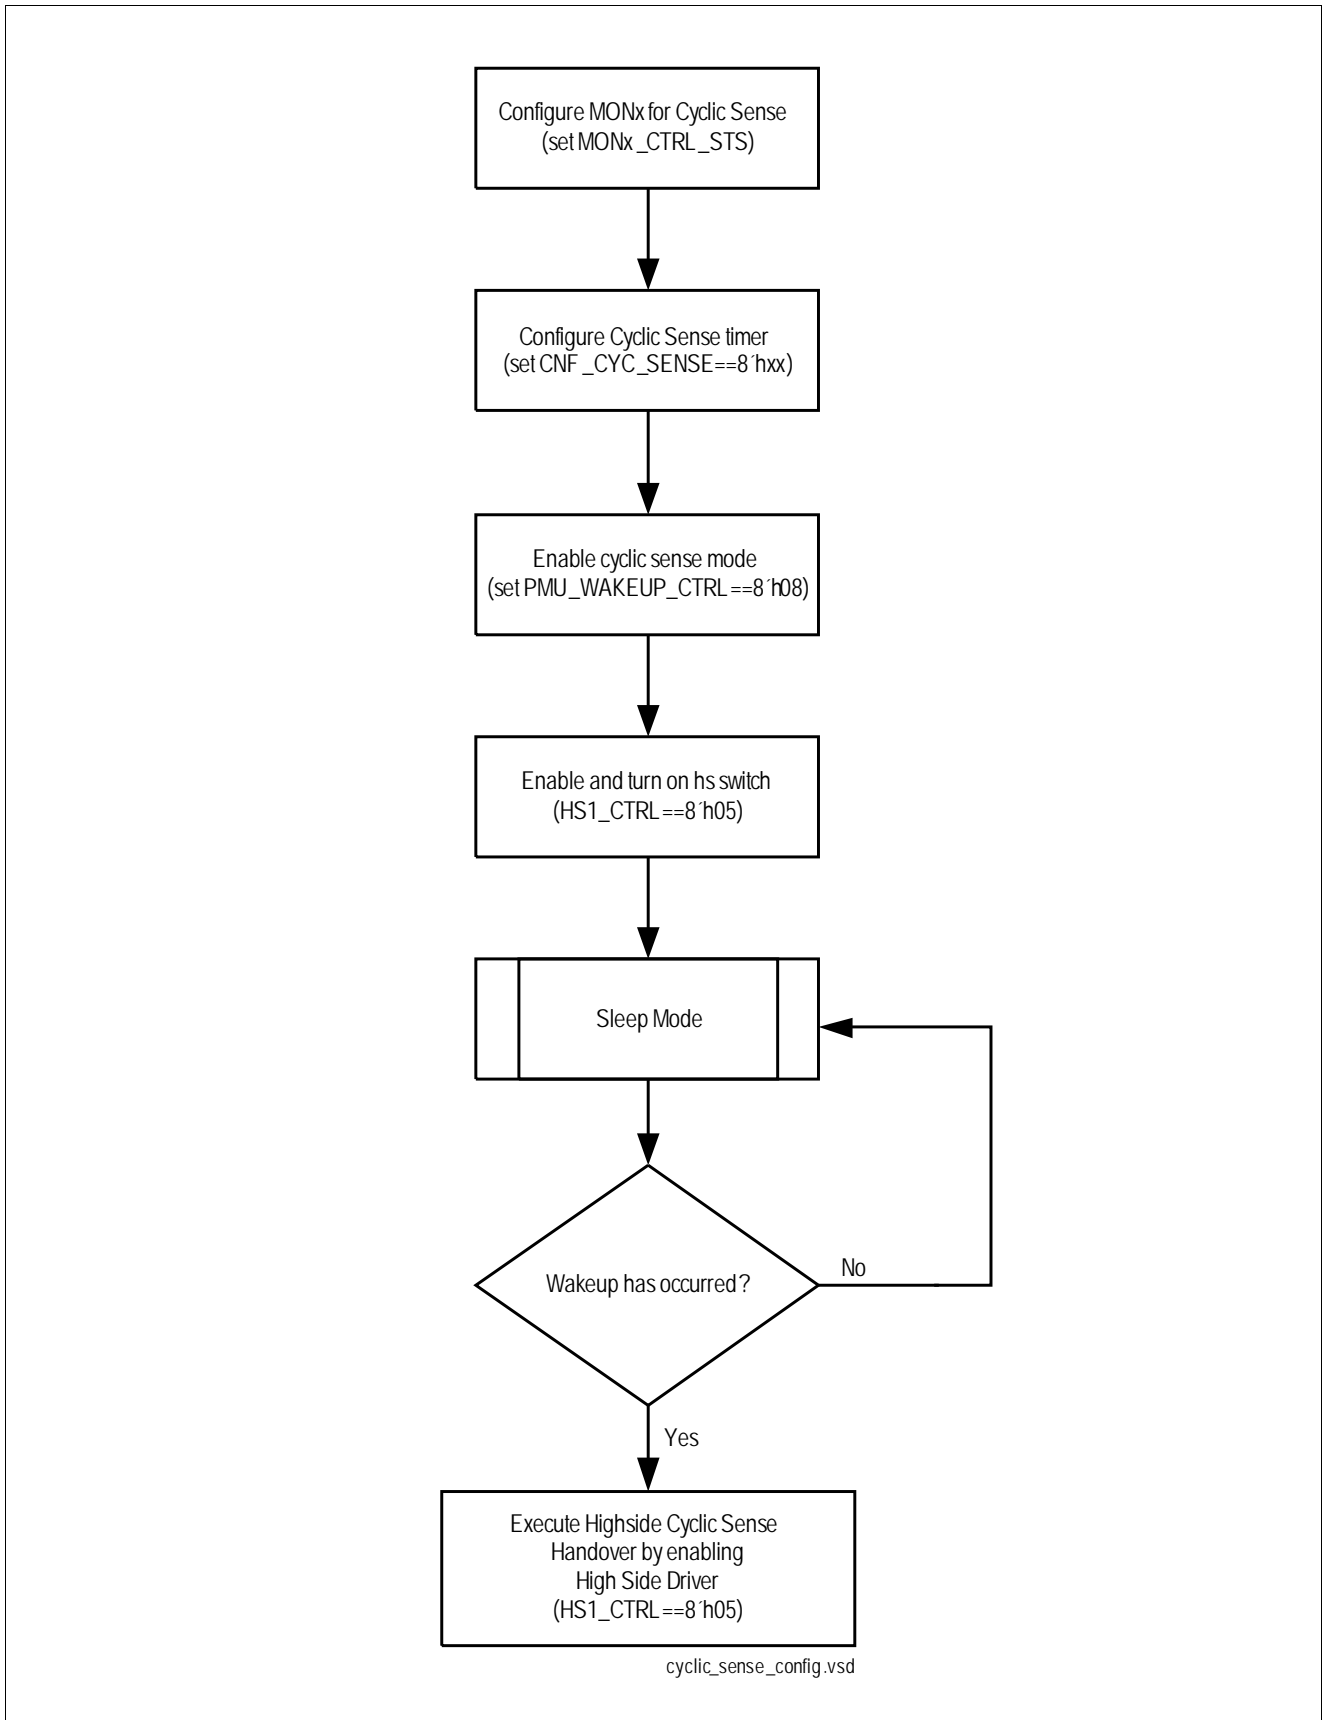 Configure MONx for Cyclic Sense
(set MONx_CTRL_STS)
Configure Cyclic Sense timer
(set CNF_CYC_SENSE==8´hxx)
Enable cyclic sense mode
(set PMU_WAKEUP_CTRL==8´h08)
Enable and turn on hs switch
(HS1_CTRL==8´h05)
Sleep Mode
Wakeup has occurred?
No
Yes
Execute Highside Cyclic Sense
Handover by enabling
High Side Driver
(HS1_CTRL==8´h05)
cyclic_sense_config.vsd